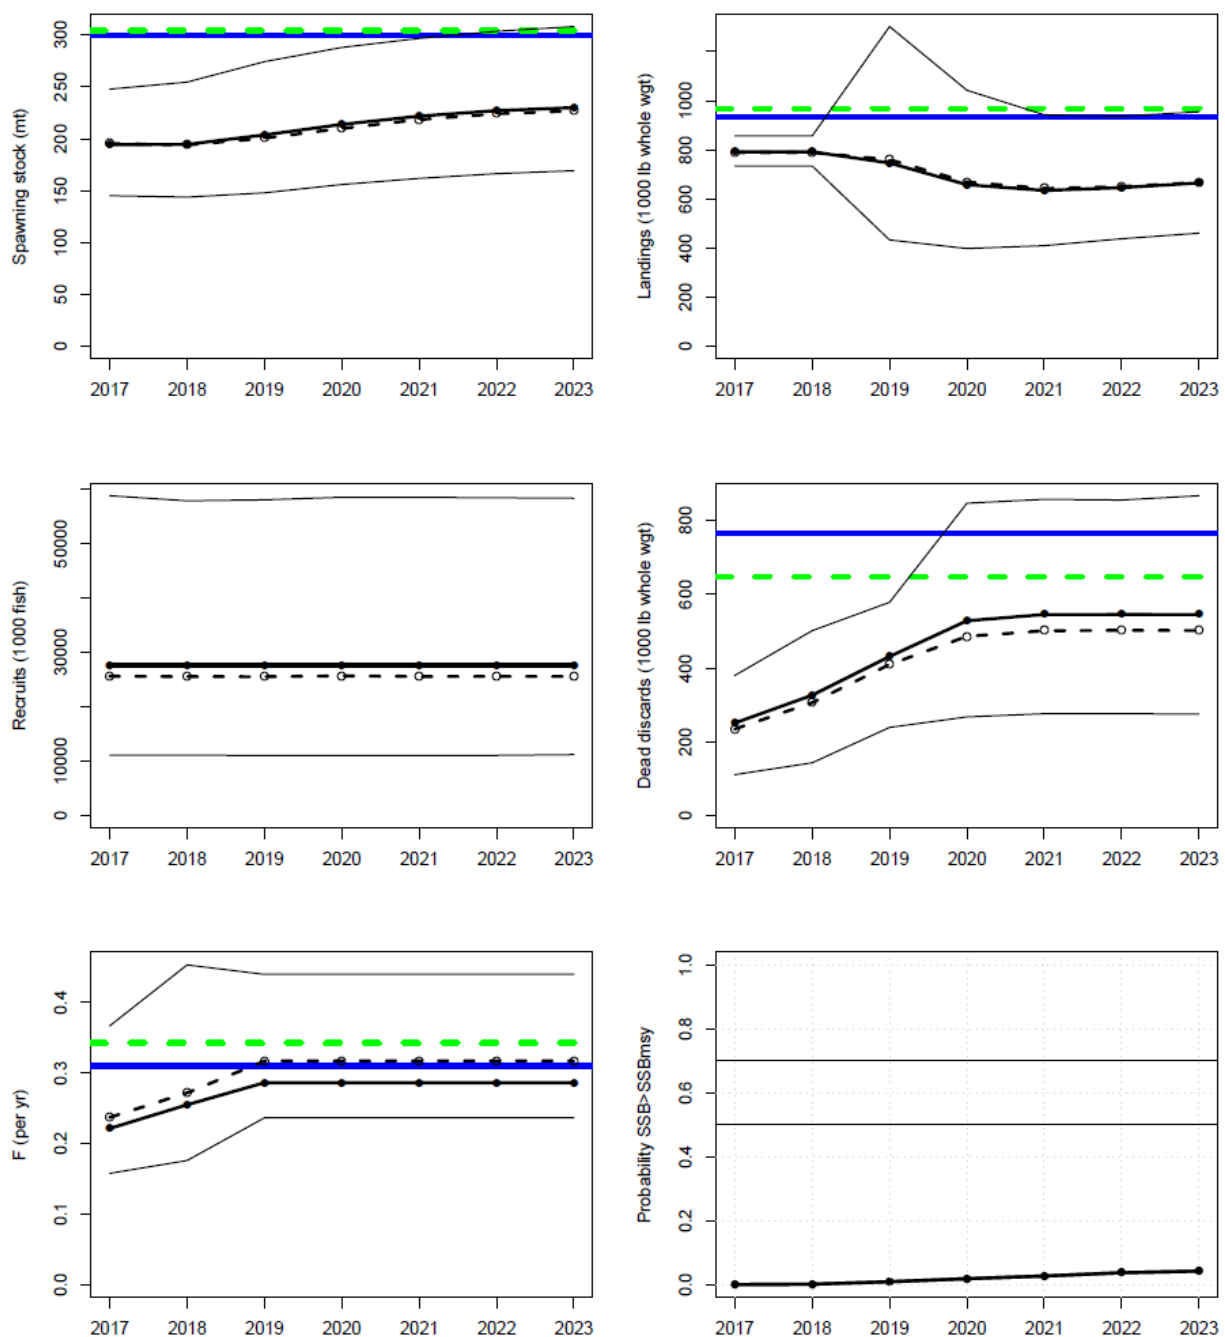 Spawning stock (mt)
300
250
200
150
100
50
0
2017 2018 2019 2020 2021 2022 2023
Landings (1000 lb whole wgt)
1000
800
600
400
200
0
2017 2018 2019 2020 2021 2022 2023
Recruits (1000 fish)
50000
30000
10000
0
2017 2018 2019 2020 2021 2022 2023
Dead discards (1000 lb whole wgt)
800
600
400
200
0
2017 2018 2019 2020 2021 2022 2023
F (per yr)
0.4
0.3
0.2
0.1
0.0
2017 2018 2019 2020 2021 2022 2023
Probability SSB>SSBmsy
1.0
0.8
0.6
0.4
0.2
0.0
2017 2018 2019 2020 2021 2022 2023